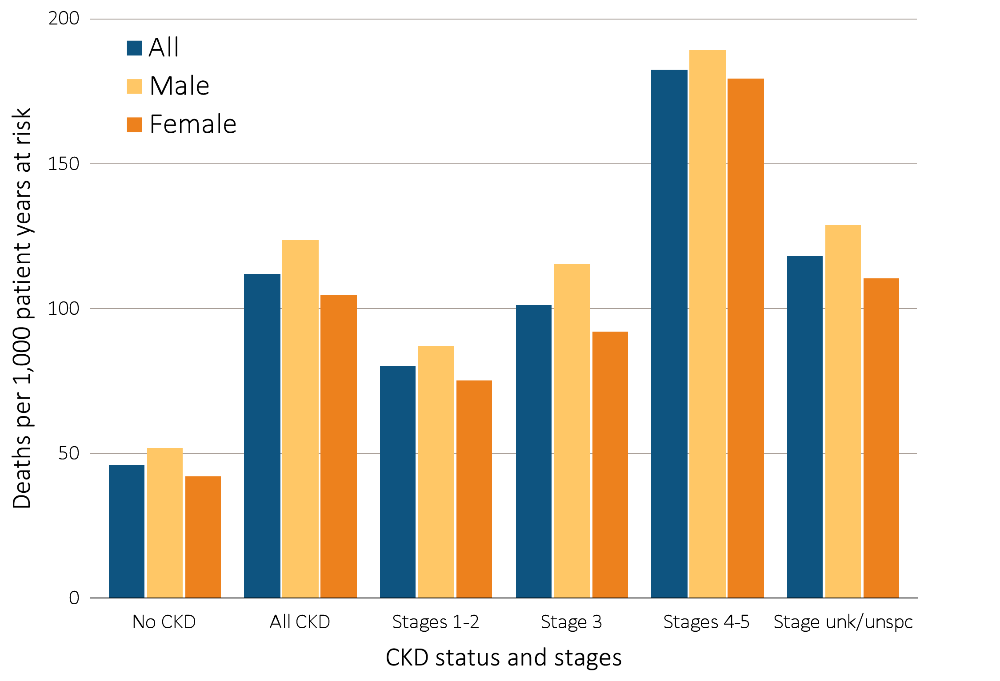 Deaths per 1,000 patient years at risk
200
150
100
50
0
All
Male
Female
No CKD
All CKD
Stages 1-2
Stage 3
Stages 4-5
Stage unk/unspc
CKD status and stages